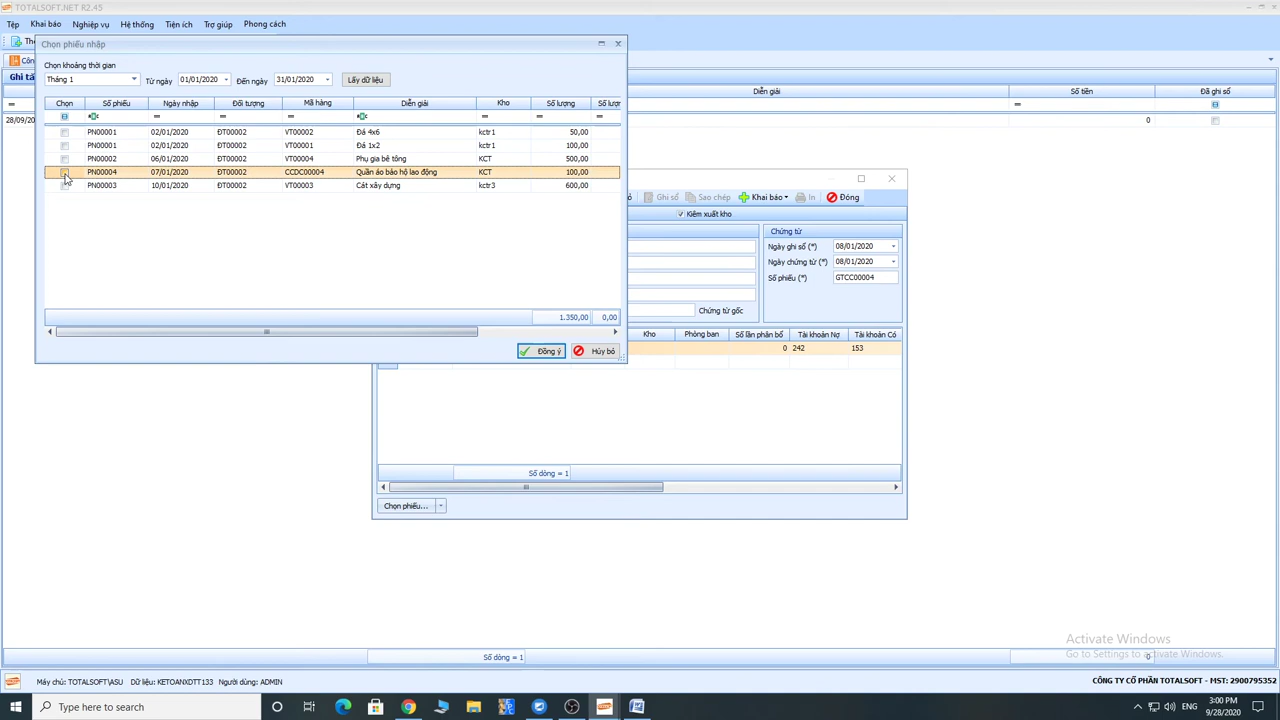 TOTALSOFT.NET R2.45
Tệp Khai báo Nghiệp vụ Hệ thống Tiện ích Trợ giúp Phong cách
Chọn phiếu nhập
Chọn khoảng thời gian
Tháng 1 Từ ngày 01/01/2020 Đến ngày 31/01/2020 Lấy dữ liệu
Chọn Số phiếu Ngày nhập Đối tượng Mã hàng Diễn giải Kho Số lượng
PN00001 02/01/2020 ĐT00002 VT00002 Đá 4x6 kctr1 50,00
PN00001 02/01/2020 ĐT00002 VT00001 Đá 1x2 kctr1 100,00
PN00002 06/01/2020 ĐT00002 VT00004 Phụ gia bê tông KCT 500,00
PN00004 07/01/2020 ĐT00002 CCDC00004 Quần áo bảo hộ lao động KCT 100,00
PN00003 10/01/2020 ĐT00002 VT00003 Cát xây dựng kctr3 600,00
1.350,00 0,00
Đồng ý Hủy bỏ
Diễn giải Số tiền Đã ghi sổ
0
Ghi sổ Sao chép Khai báo In Đóng
Kiêm xuất kho
Chứng từ
Ngày ghi sổ (*) 08/01/2020
Ngày chứng từ (*) 08/01/2020
Số phiếu (*) GTCC00004
Chứng từ gốc
Kho Phòng ban Số lần phân bổ Tài khoản Nợ Tài khoản Có
0 242 153
Số dòng = 1
Chọn phiếu...
Activate Windows
Go to Settings to activate Windows.
Số dòng = 1 0
Máy chủ: TOTALSOFT\ASU Dữ liệu: KETOANXDTT133 Người dùng: ADMIN CÔNG TY CỔ PHẦN TOTALSOFT - MST: 2900795352
Type here to search ENG 3:00 PM
9/28/2020